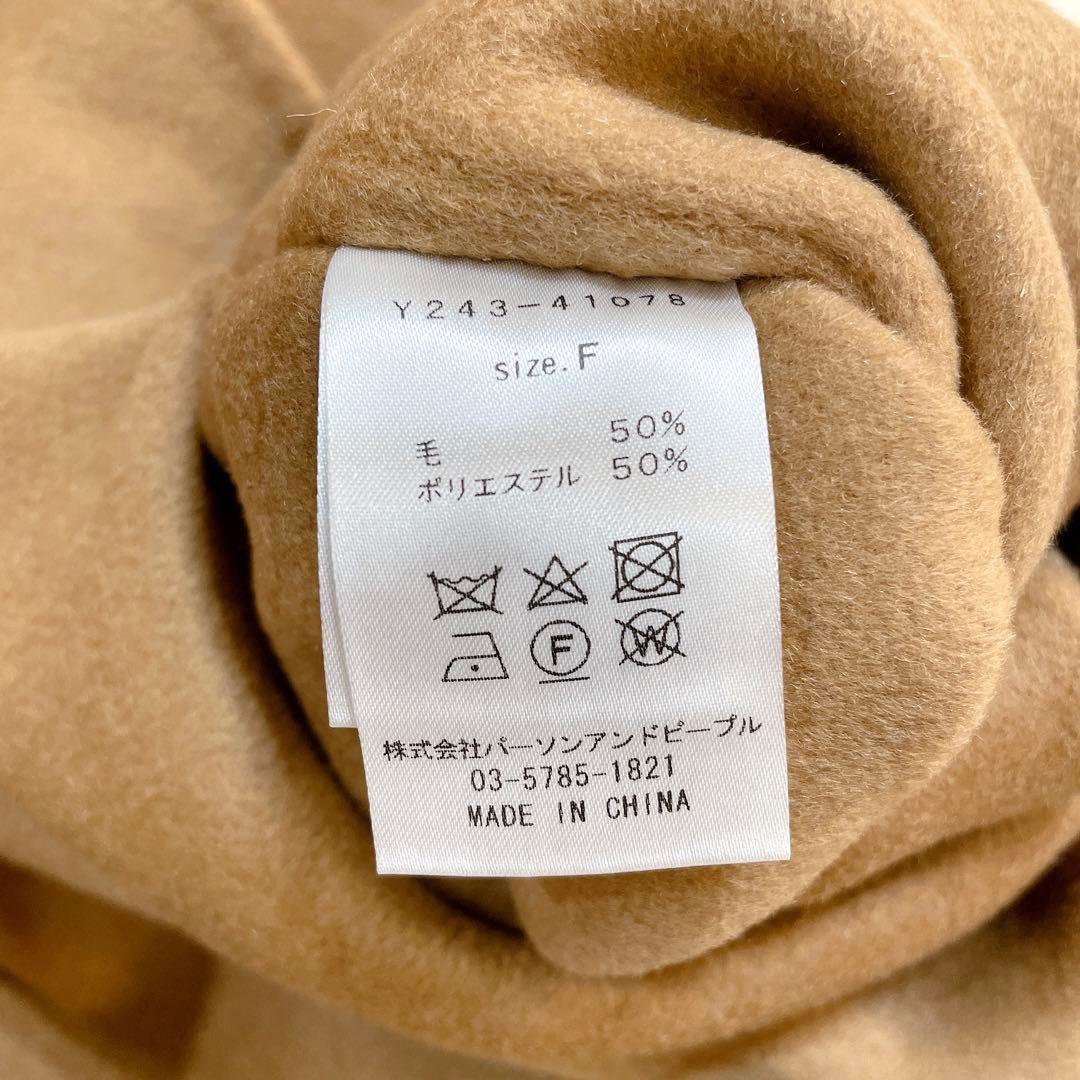 Y243-41078
size.F
毛 50%
ポリエステル 50%
F
W
株式会社パーソンアンドピープル
03-5785-1821
MADE IN CHINA